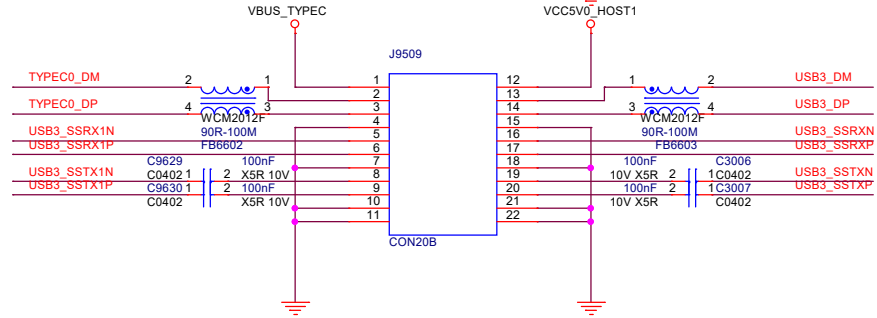 VBUS_TYPEC VCC5V0_HOST1
J9509
TYPEC0_DM 2 1 1 12 1 2 USB3_DM
2 13
TYPEC0_DP 4 3 3 14 3 4 USB3_DP
WCM2012F 4 15 WCM2012F
USB3_SSRX1N 90R-100M 5 16 90R-100M USB3_SSRXN
USB3_SSRX1P FB6602 6 17 FB6603 USB3_SSRXP
C9629 100nF 7 18 100nF C3006
USB3_SSTX1N C0402 1 2 X5R 10V 8 19 10V X5R 2 1 C0402 USB3_SSTXN
USB3_SSTX1P C9630 1 2 100nF 9 20 100nF 2 1 C3007 USB3_SSTXP
C0402 X5R 10V 10 21 10V X5R C0402
11 22
CON20B